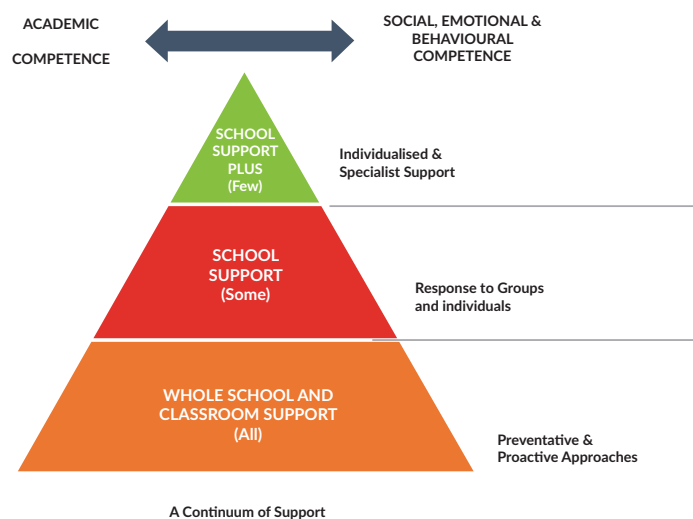 ACADEMIC
COMPETENCE
SOCIAL, EMOTIONAL &
BEHAVIOURAL
COMPETENCE
SCHOOL
SUPPORT
PLUS
(Few)
Individualised &
Specialist Support
SCHOOL
SUPPORT
(Some)
Response to Groups
and individuals
WHOLE SCHOOL AND
CLASSROOM SUPPORT
(All)
Preventative &
Proactive Approaches
A Continuum of Support